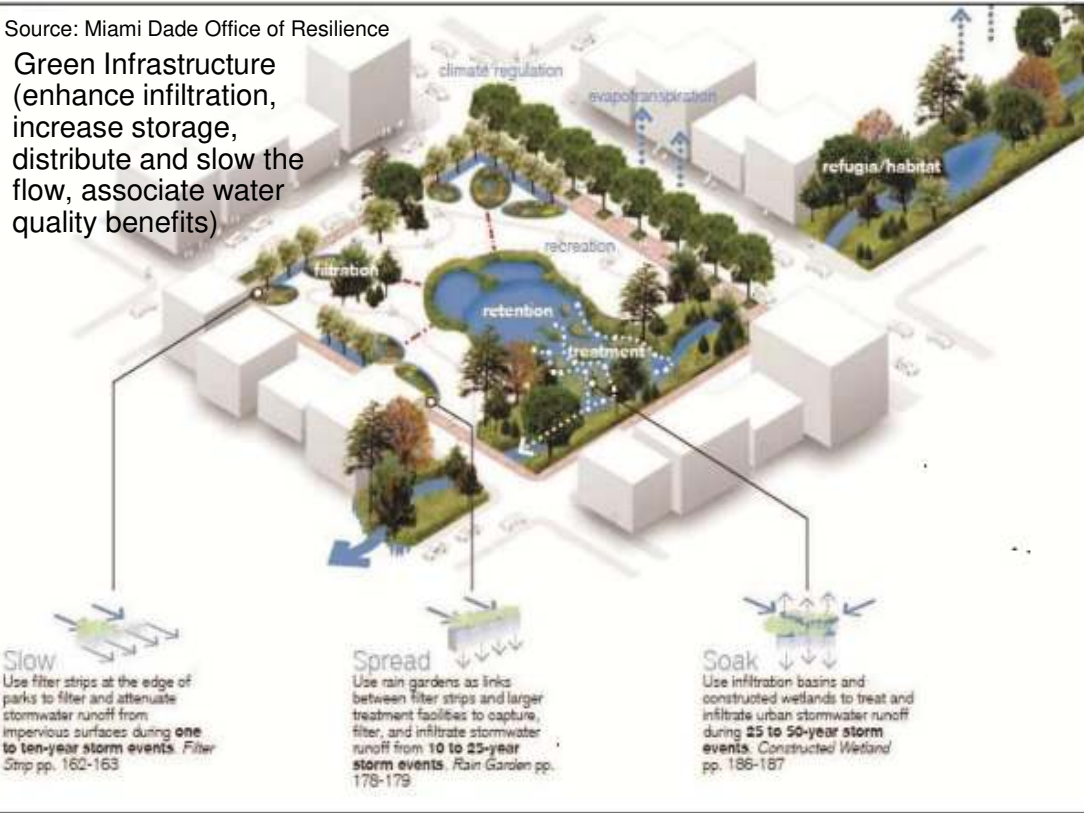 Source: Miami Dade Office of Resilience
Green Infrastructure
(enhance infiltration,
increase storage,
distribute and slow the
flow, associate water
quality benefits)
climate regulation
evapotranspiration
refugia/habitat
recreation
filtration
retention
treatment
Slow
Use filter strips at the edge of
parks to filter and attenuate
stormwater runoff from
impervious surfaces during one
to ten-year storm events. Filter
Strip pp. 162-163
Spread
Use rain gardens as links
between filter strips and larger
treatment facilities to capture,
filter, and infiltrate stormwater
runoff from 10 to 25-year
storm events. Rain Garden pp.
178-179
Soak
Use infiltration basins and
constructed wetlands to treat and
infiltrate urban stormwater runoff
during 25 to 50-year storm
events. Constructed Wetland
pp. 186-187